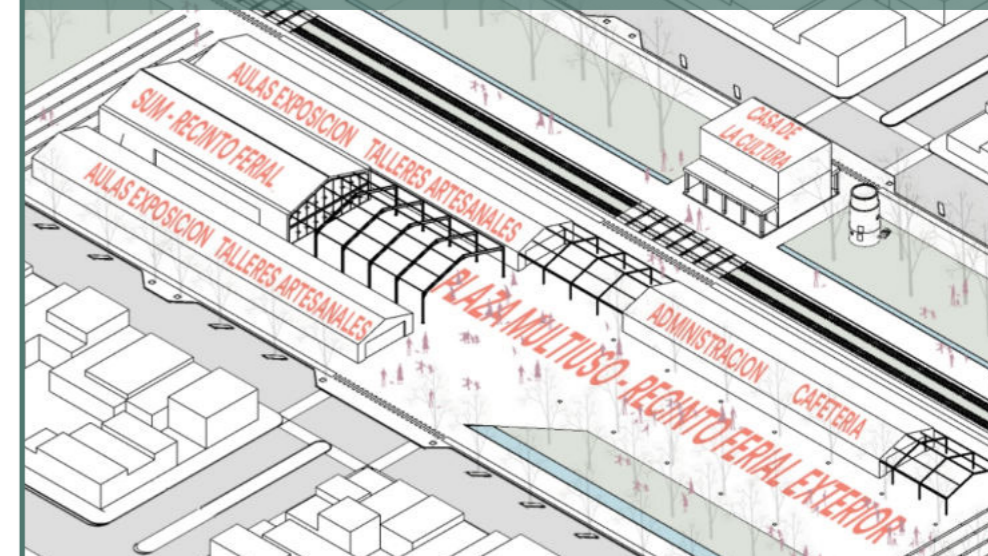 AULAS EXPOSICION TALLERES ARTESANALES
SUM - RECINTO FERIAL
AULAS EXPOSICION TALLERES ARTESANALES
CASA DE
LA CULTURA
PLAZA MULTIUSO - RECINTO FERIAL EXTERIOR
ADMINISTRACION CAFETERIA